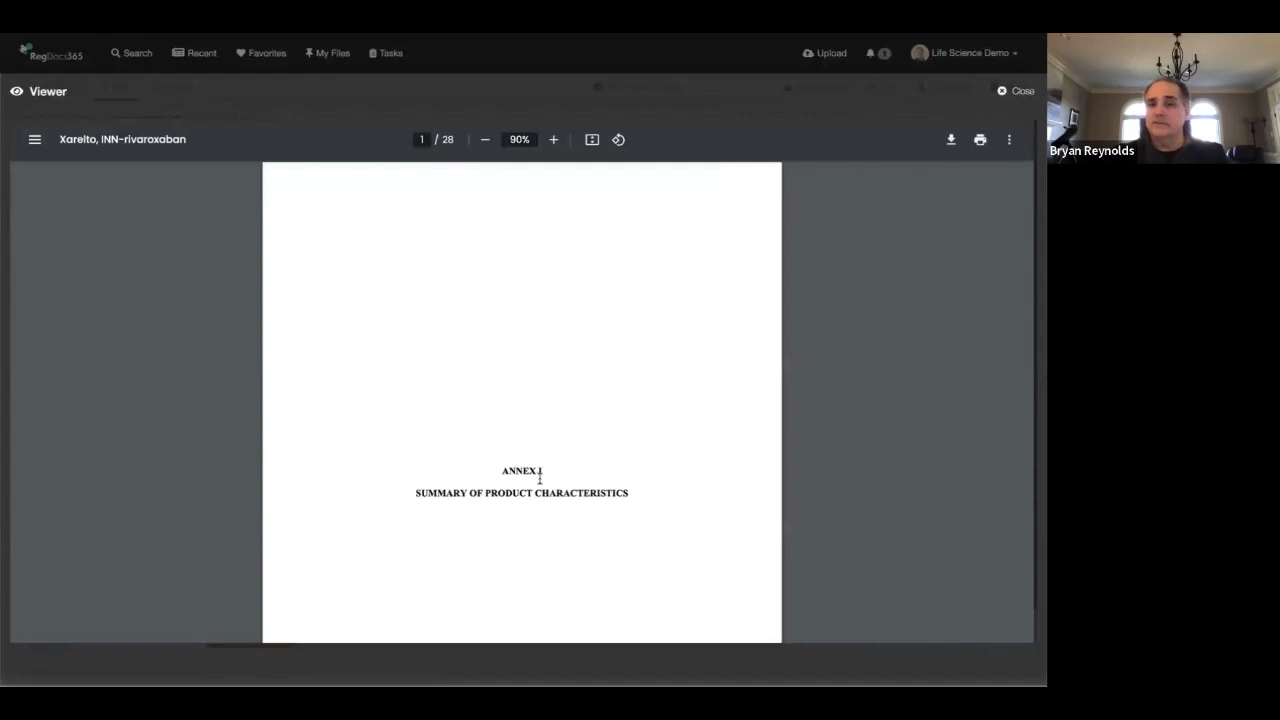 RegDocs365 Search Recent Favorites My Files Tasks Upload Life Science Demo
Viewer Close
Xarelto, INN-rivaroxaban 1 / 28 90%
Bryan Reynolds
ANNEX I
SUMMARY OF PRODUCT CHARACTERISTICS